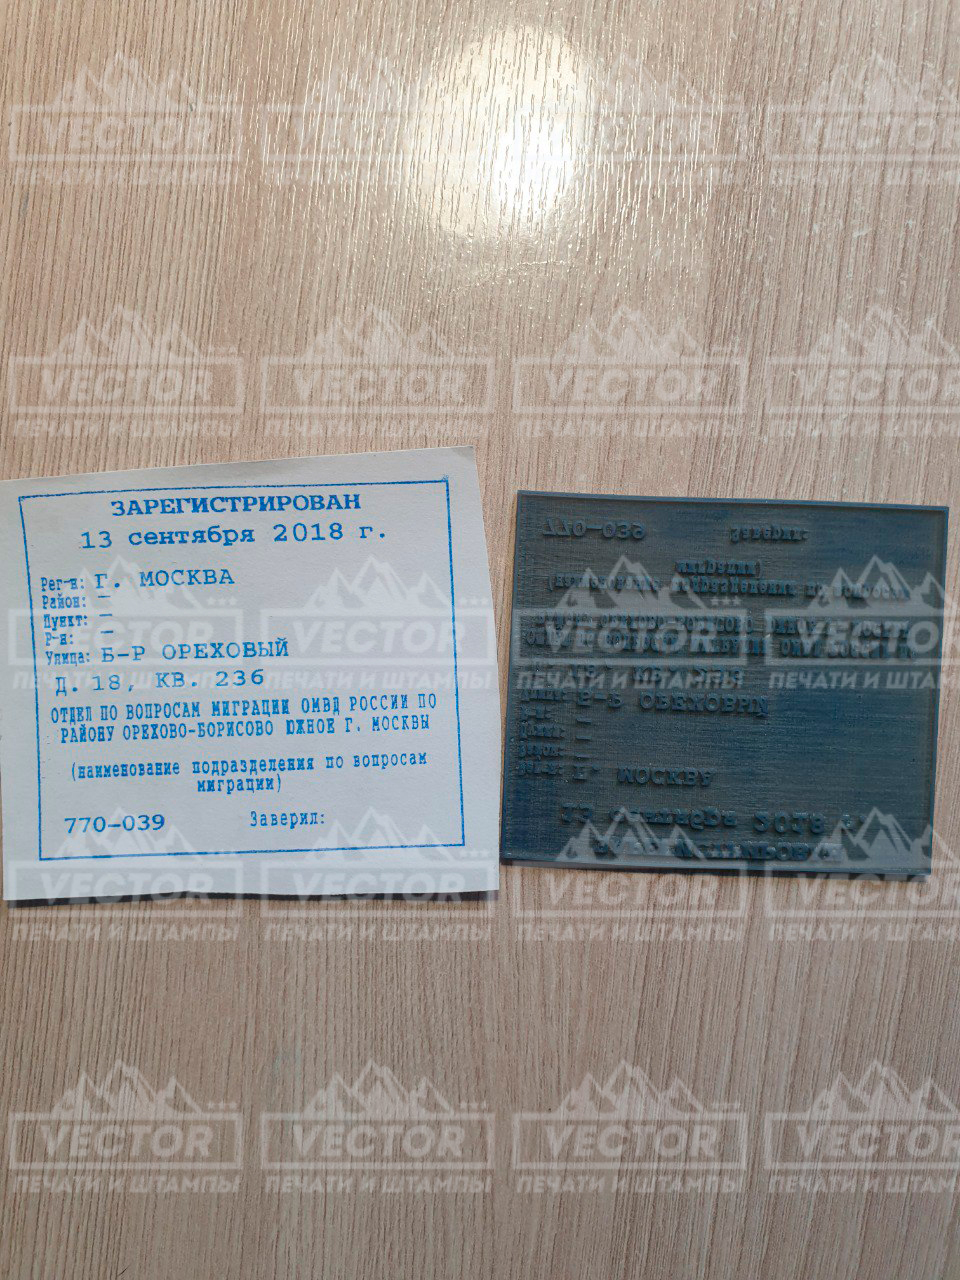 ЗАРЕГИСТРИРОВАН
13 сентября 2018 г.
Рег-н: Г. МОСКВА
Район: –
Пункт: –
Р-н: –
Улица: Б-Р ОРЕХОВЫЙ
Д. 18, КВ. 236
ОТДЕЛ ПО ВОПРОСАМ МИГРАЦИИ ОМВД РОССИИ ПО
РАЙОНУ ОРЕХОВО-БОРИСОВО ЮЖНОЕ Г. МОСКВЫ
(наименование подразделения по вопросам
миграции)
770-039 Заверил:
VECTOR
ПЕЧАТИ И ШТАМПЫ